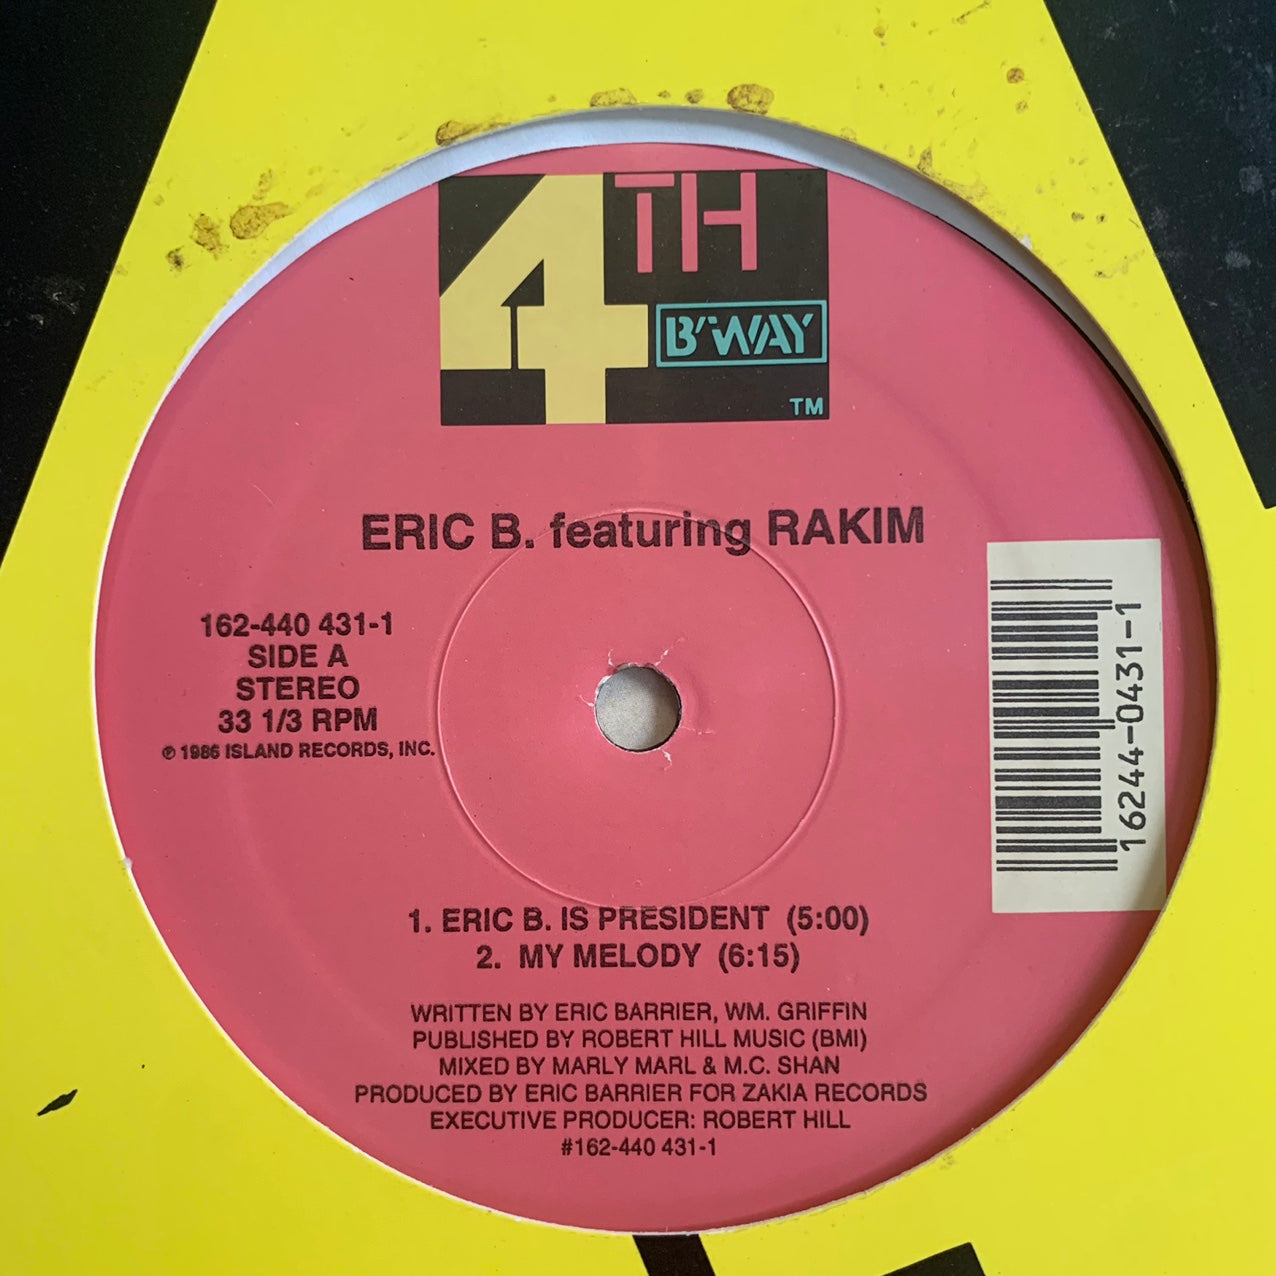 4TH
B'WAY
TM
ERIC B. featuring RAKIM
162-440 431-1
SIDE A
STEREO
33 1/3 RPM
℗ 1986 ISLAND RECORDS, INC.
16244-0431-1
1. ERIC B. IS PRESIDENT (5:00)
2. MY MELODY (6:15)
WRITTEN BY ERIC BARRIER, WM. GRIFFIN
PUBLISHED BY ROBERT HILL MUSIC (BMI)
MIXED BY MARLY MARL & M.C. SHAN
PRODUCED BY ERIC BARRIER FOR ZAKIA RECORDS
EXECUTIVE PRODUCER: ROBERT HILL
#162-440 431-1